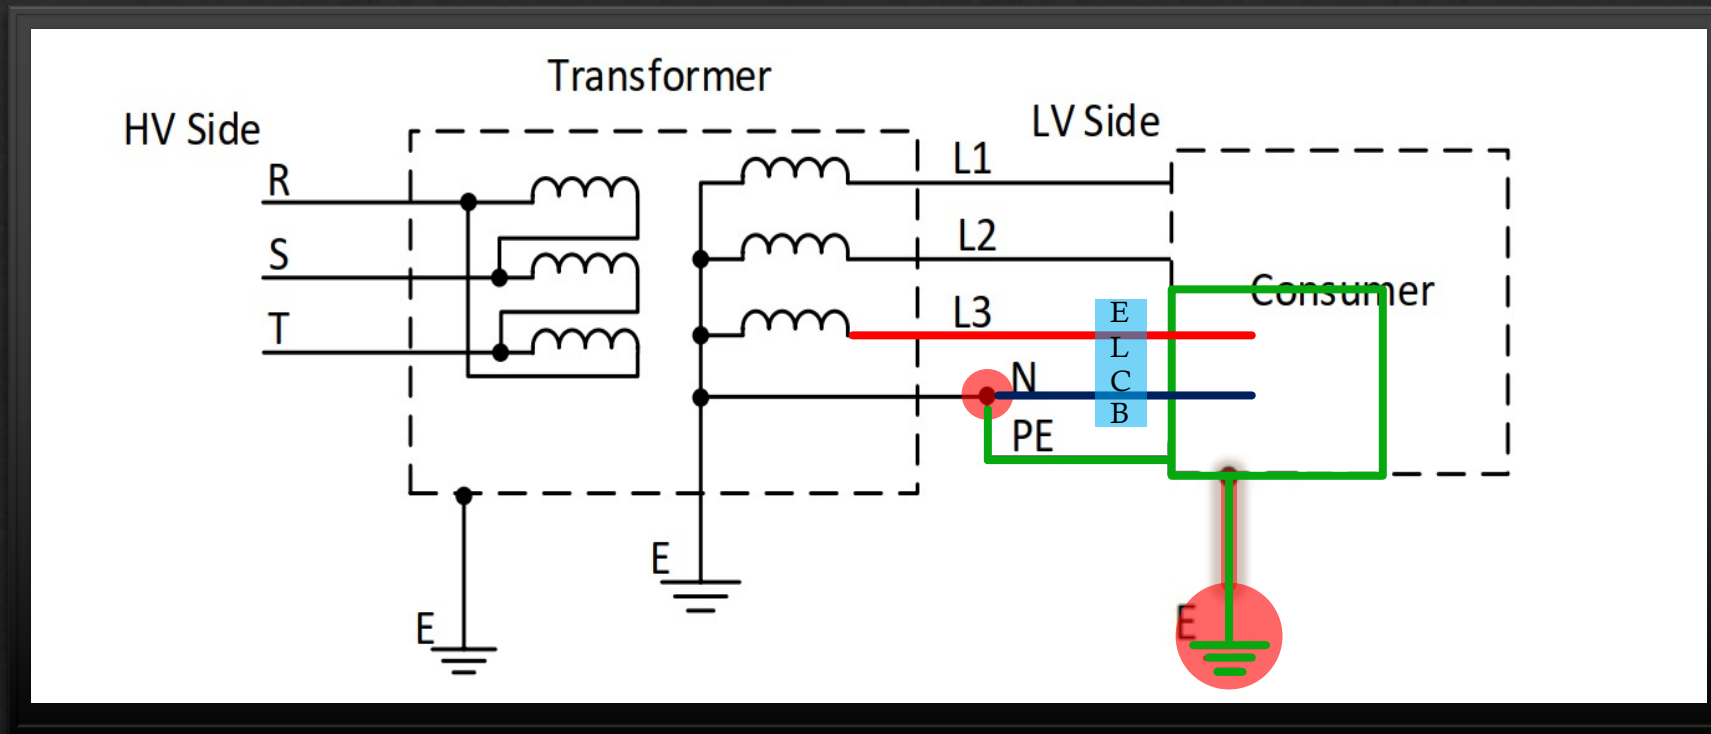 Transformer
HV Side
LV Side
R
L1
S
L2
Consumer
T
L3
E
L
C
B
N
PE
E
E
E